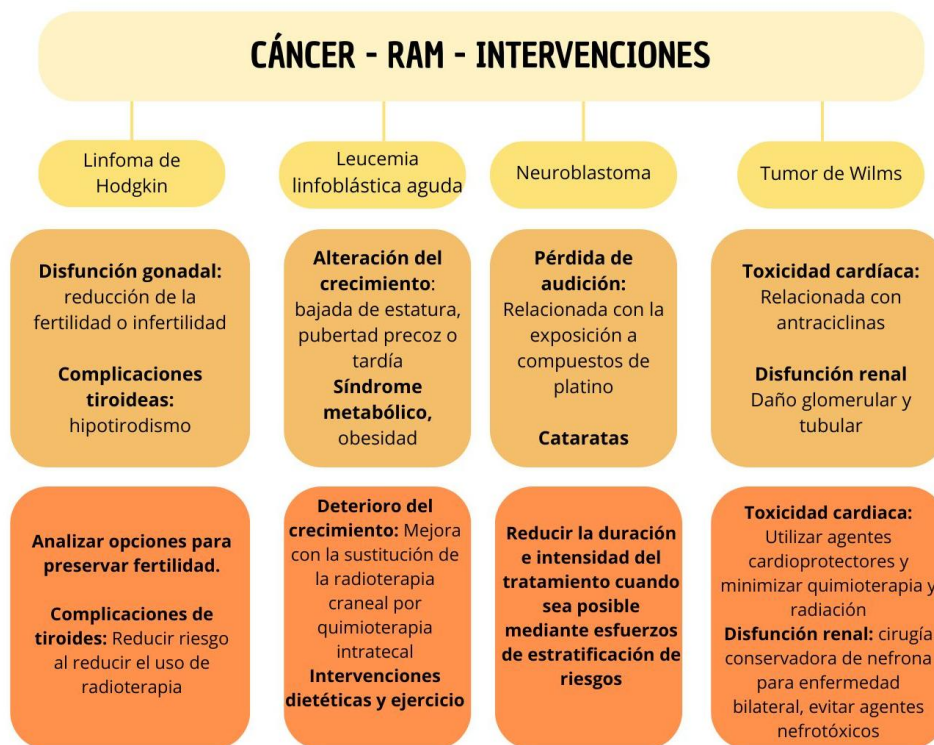 CÁNCER - RAM - INTERVENCIONES
Linfoma de
Hodgkin
Leucemia
linfoblástica aguda
Neuroblastoma
Tumor de Wilms
Disfunción gonadal:
reducción de la
fertilidad o infertilidad
Complicaciones
tiroideas:
hipotirodismo
Alteración del
crecimiento:
bajada de estatura,
pubertad precoz o
tardía
Síndrome
metabólico,
obesidad
Pérdida de
audición:
Relacionada con la
exposición a
compuestos de
platino
Cataratas
Toxicidad cardíaca:
Relacionada con
antraciclinas
Disfunción renal
Daño glomerular y
tubular
Analizar opciones para
preservar fertilidad.
Complicaciones de
tiroides: Reducir riesgo
al reducir el uso de
radioterapia
Deterioro del
crecimiento: Mejora
con la sustitución de
la radioterapia
craneal por
quimioterapia
intratecal
Intervenciones
dietéticas y ejercicio
Reducir la duración
e intensidad del
tratamiento cuando
sea posible
mediante esfuerzos
de estratificación de
riesgos
Toxicidad cardiaca:
Utilizar agentes
cardioprotectores y
minimizar quimioterapia y
radiación
Disfunción renal: cirugía
conservadora de nefrona
para enfermedad
bilateral, evitar agentes
nefrotóxicos